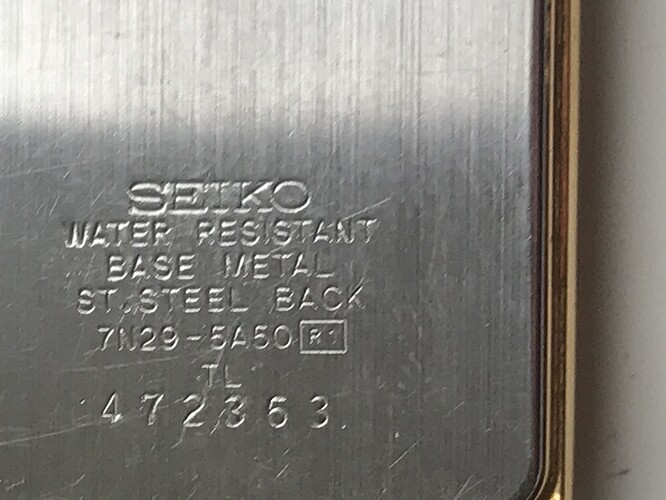 SEIKO
WATER RESISTANT
BASE METAL
ST.STEEL BACK
7N29-5A50 R1
TL
472363